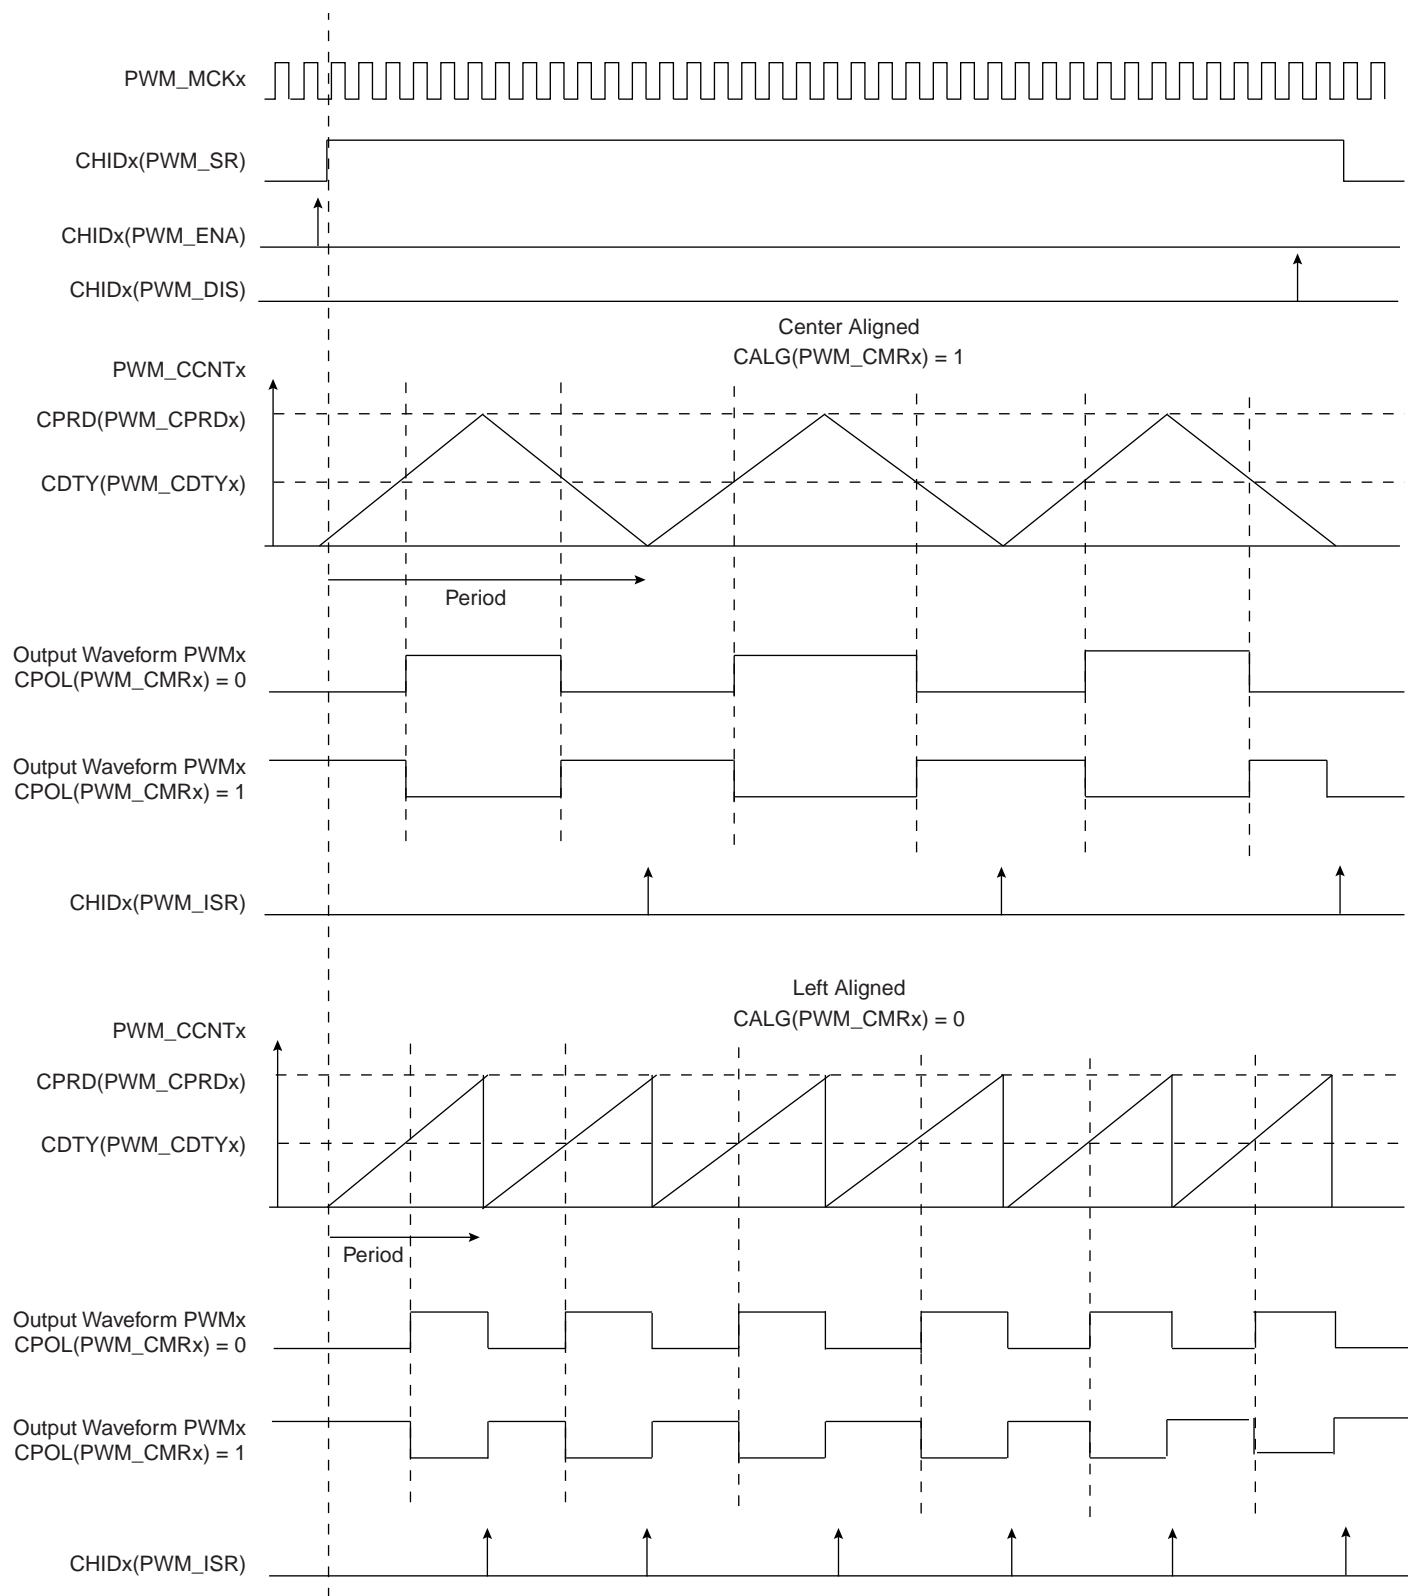 PWM_MCKx
CHIDx(PWM_SR)
CHIDx(PWM_ENA)
CHIDx(PWM_DIS)
Center Aligned
CALG(PWM_CMRx) = 1
PWM_CCNTx
CPRD(PWM_CPRDx)
CDTY(PWM_CDTYx)
Period
Output Waveform PWMx
CPOL(PWM_CMRx) = 0
Output Waveform PWMx
CPOL(PWM_CMRx) = 1
CHIDx(PWM_ISR)
Left Aligned
CALG(PWM_CMRx) = 0
PWM_CCNTx
CPRD(PWM_CPRDx)
CDTY(PWM_CDTYx)
Period
Output Waveform PWMx
CPOL(PWM_CMRx) = 0
Output Waveform PWMx
CPOL(PWM_CMRx) = 1
CHIDx(PWM_ISR)